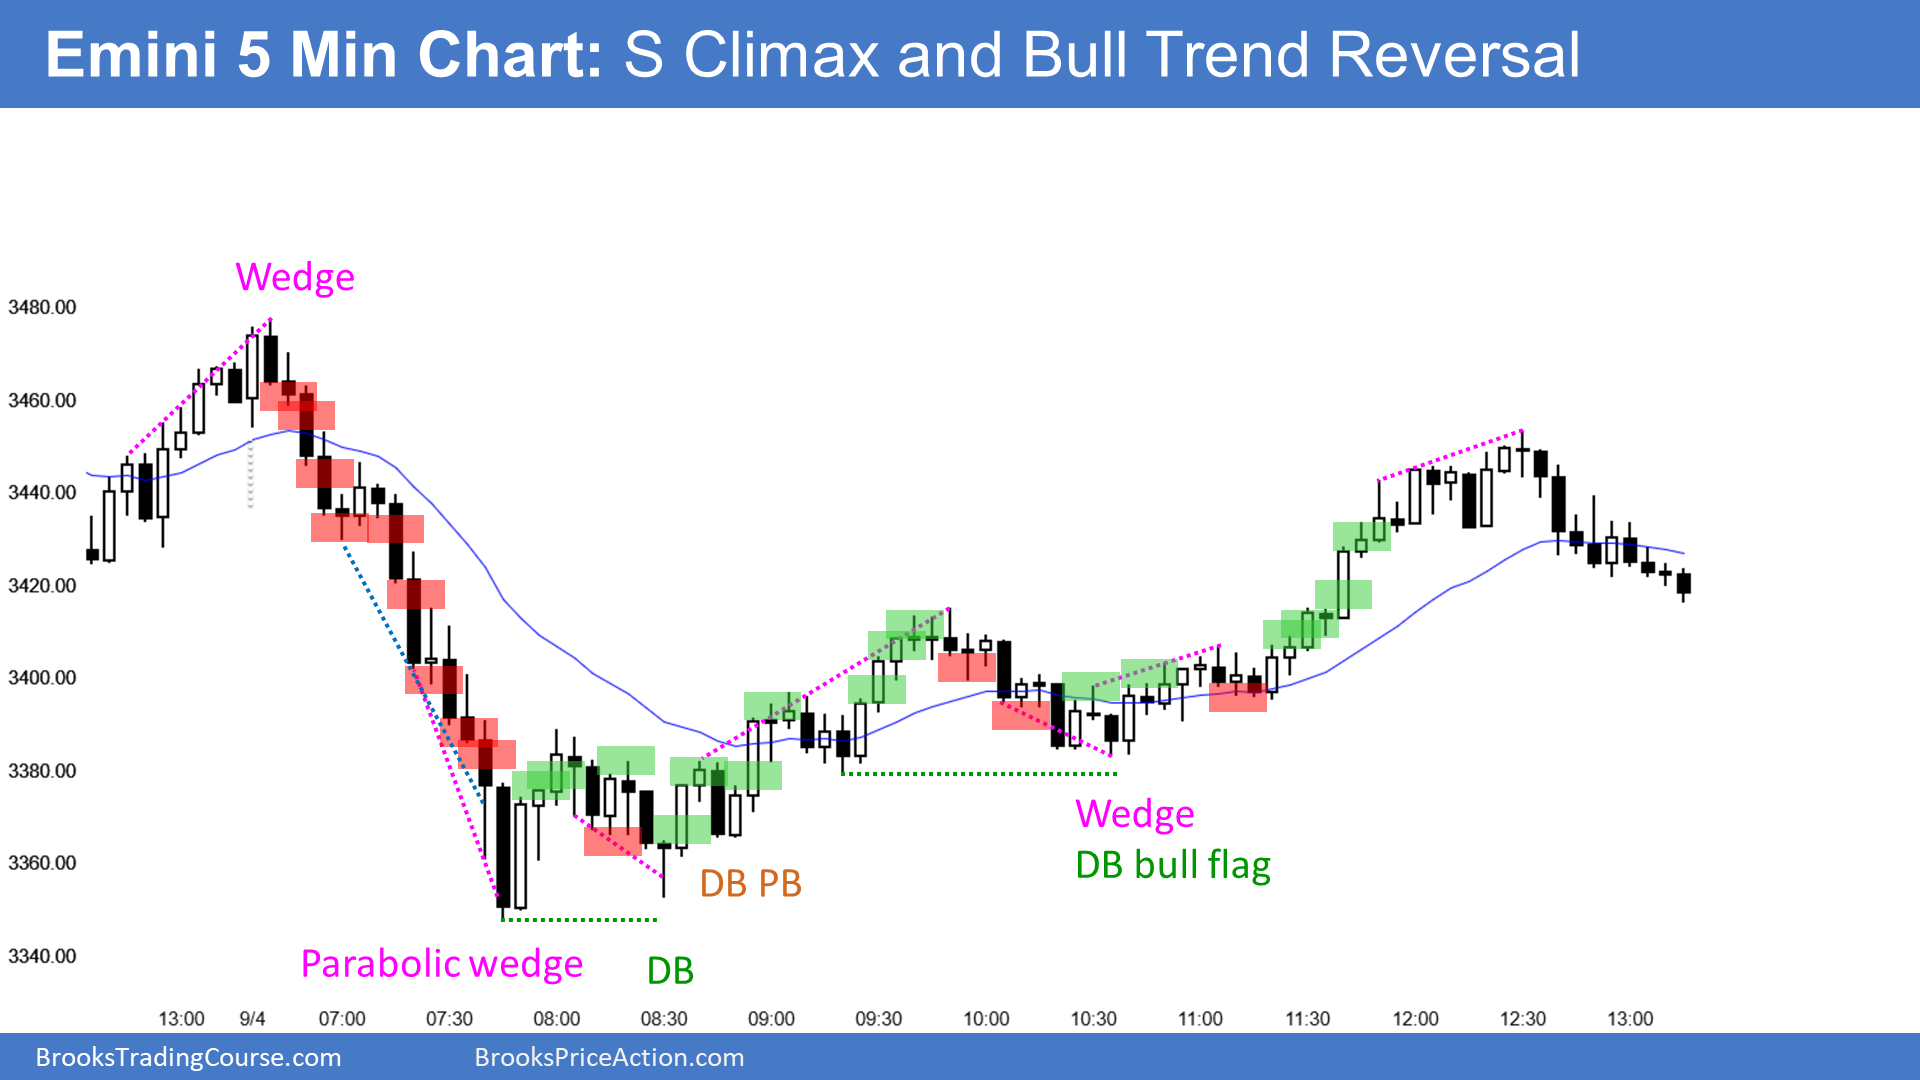 Emini 5 Min Chart: S Climax and Bull Trend Reversal
Wedge
3480.00
3460.00
3440.00
3420.00
3400.00
3380.00
3360.00
3340.00
Wedge
DB bull flag
DB PB
Parabolic wedge
DB
13:00 9/4 07:00 07:30 08:00 08:30 09:00 09:30 10:00 10:30 11:00 11:30 12:00 12:30 13:00
BrooksTradingCourse.com BrooksPriceAction.com